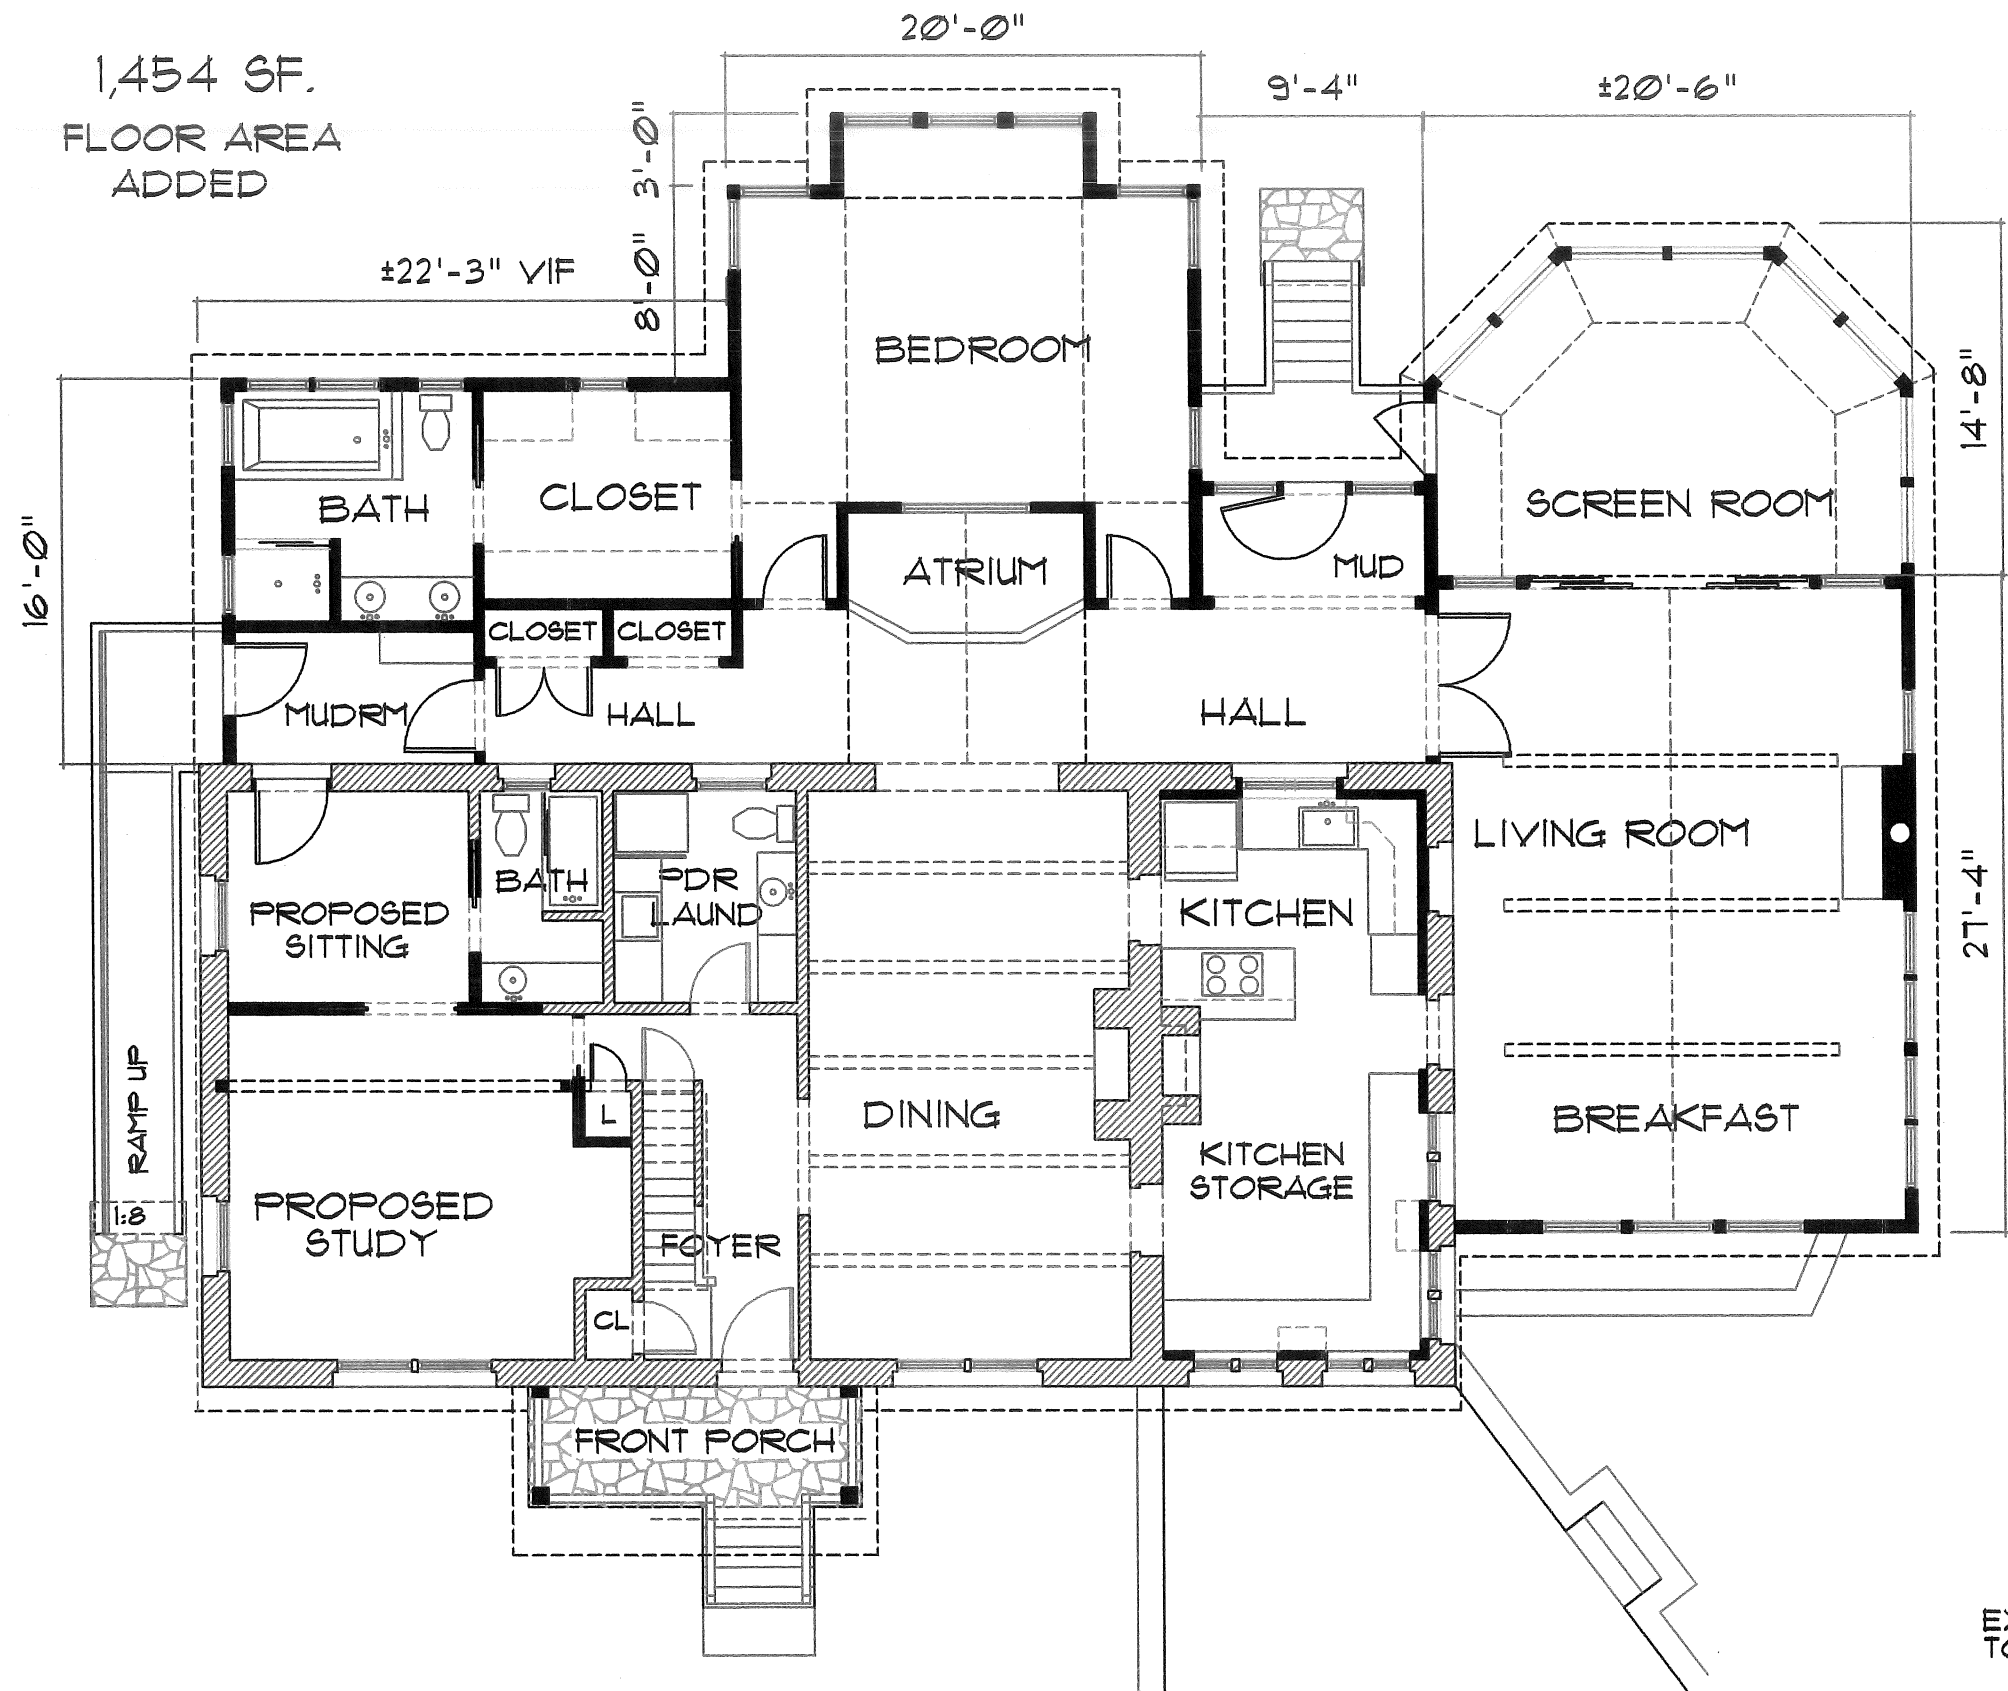 20'-0"
1,454 SF.
FLOOR AREA
ADDED
9'-4"
±20'-6"
3'-0"
±22'-3" VIF
8'-0"
BEDROOM
14'-8"
BATH
CLOSET
SCREEN ROOM
16'-0"
ATRIUM
MUD
CLOSET
CLOSET
MUDRM
HALL
HALL
LIVING ROOM
BATH
PDR
LAUND
KITCHEN
PROPOSED
SITTING
27'-4"
RAMP UP
L
DINING
BREAKFAST
KITCHEN
STORAGE
1:8
PROPOSED
STUDY
FOYER
CL
FRONT PORCH